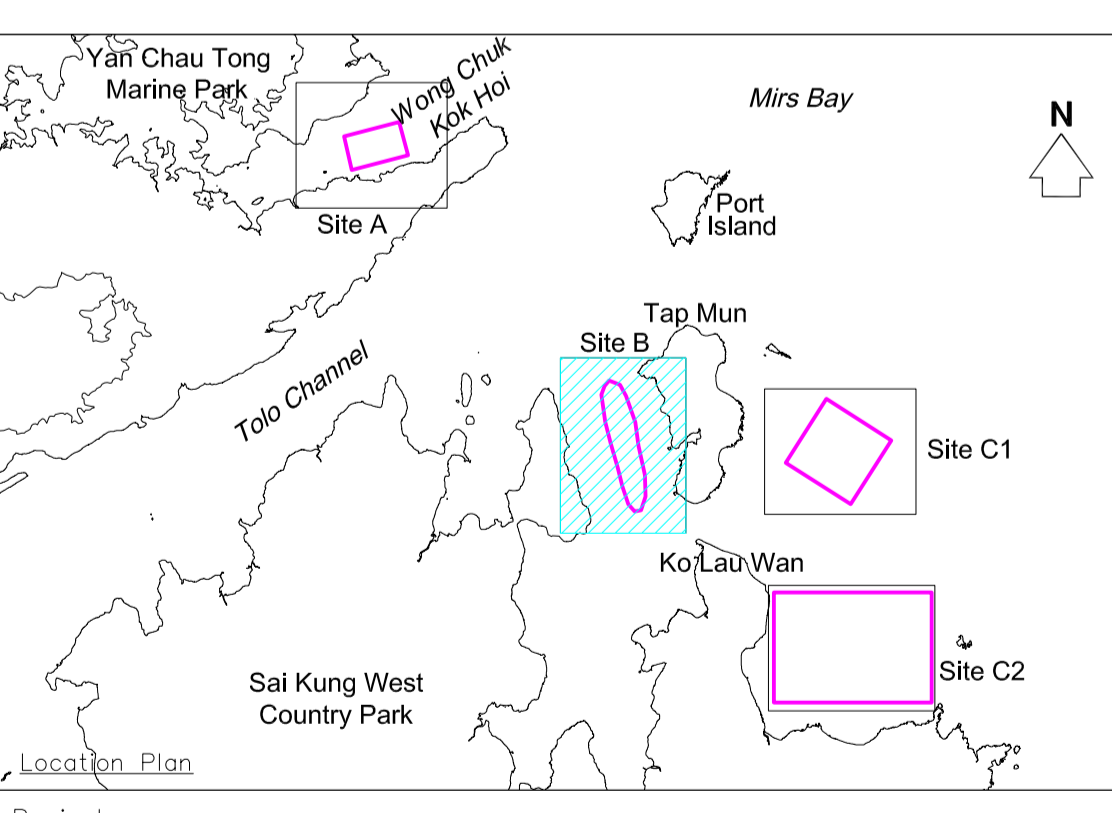 Yan Chau Tong
Marine Park
Wong Chuk
Kok Hoi
Mirs Bay
N
Site A
Port
Island
Tap Mun
Site B
Tolo Channel
Site C1
Ko Lau Wan
Site C2
Sai Kung West
Country Park
Location Plan